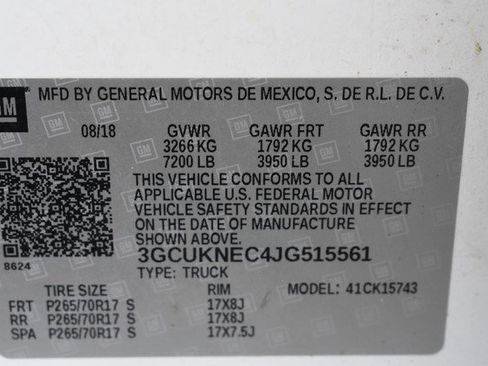 GM MFD BY GENERAL MOTORS DE MEXICO, S. DE R.L. DE C.V.
08/18 GVWR GAWR FRT GAWR RR
3266 KG 1792 KG 1792 KG
7200 LB 3950 LB 3950 LB
THIS VEHICLE CONFORMS TO ALL
APPLICABLE U.S. FEDERAL MOTOR
VEHICLE SAFETY STANDARDS IN EFFECT
ON THE DATE OF MANUFACTURE
SHOWN ABOVE.
8624 3GCUKNEC4JG515561
TYPE: TRUCK
TIRE SIZE RIM MODEL: 41CK15743
FRT P265/70R17 S 17X8J
RR P265/70R17 S 17X8J
SPA P265/70R17 S 17X7.5J